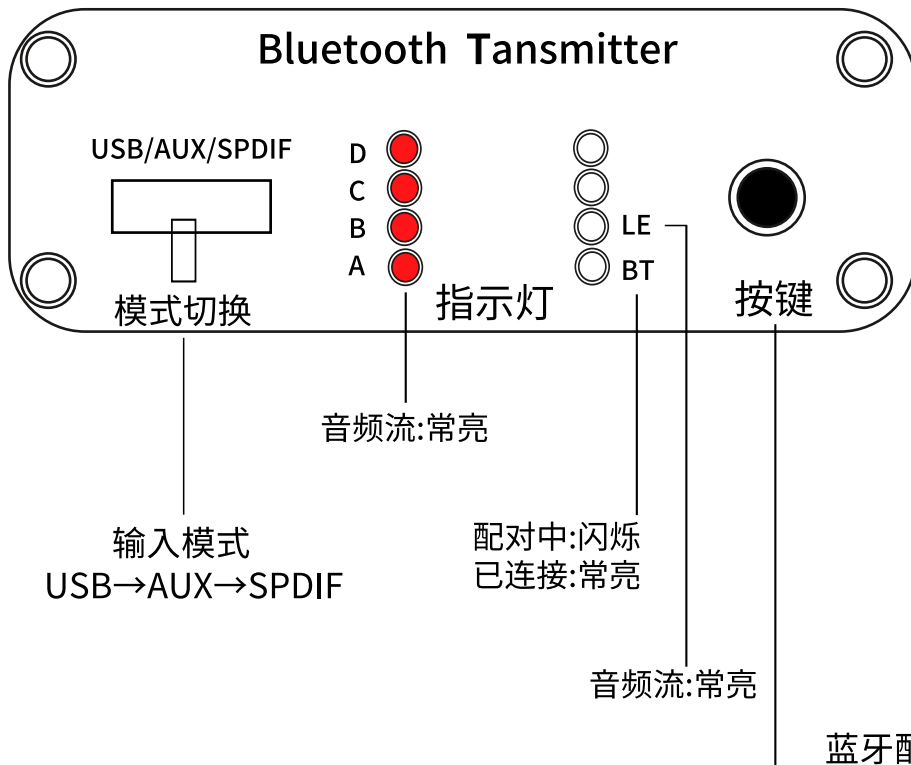 Bluetooth Tansmitter
USB/AUX/SPDIF
D
C
B
A
LE
BT
模式切换
指示灯
按键
音频流:常亮
输入模式
USB→AUX→SPDIF
配对中:闪烁
已连接:常亮
音频流:常亮
蓝牙配